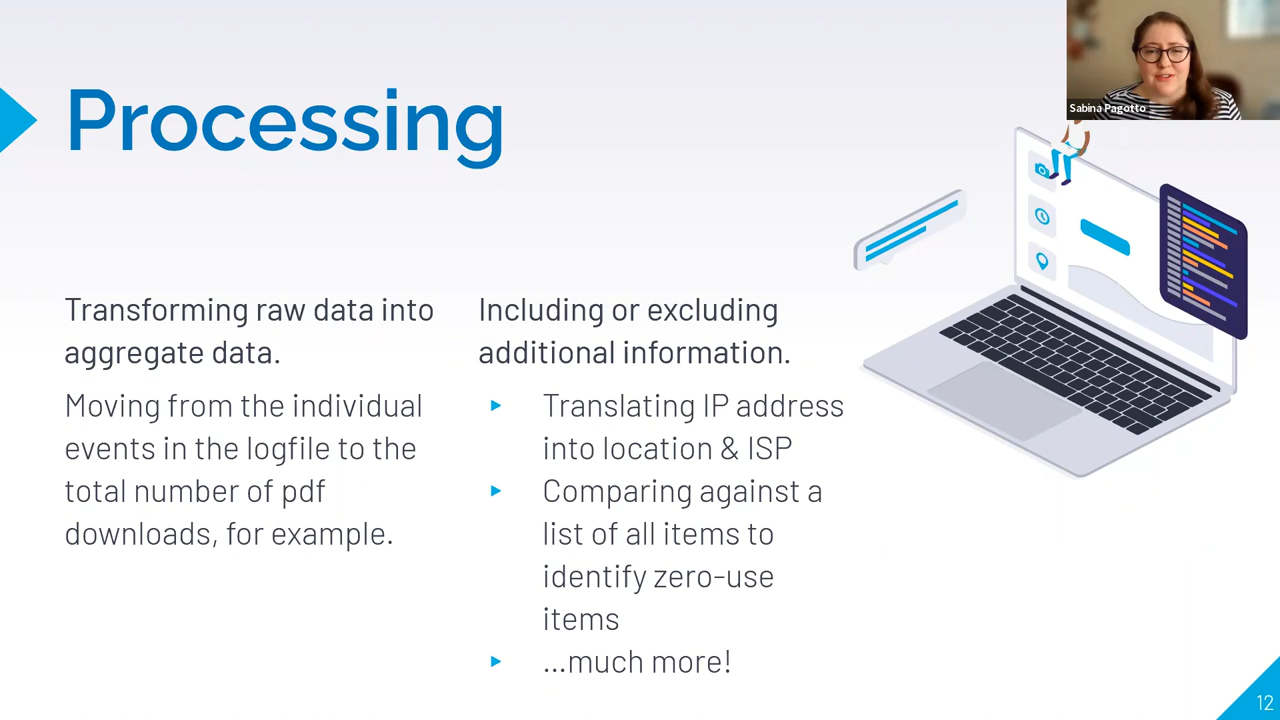 Processing
Sabina Pagotto
Transforming raw data into
aggregate data.
Moving from the individual
events in the logfile to the
total number of pdf
downloads, for example.
Including or excluding
additional information.
Translating IP address
into location & ISP
Comparing against a
list of all items to
identify zero-use
items
...much more!
12